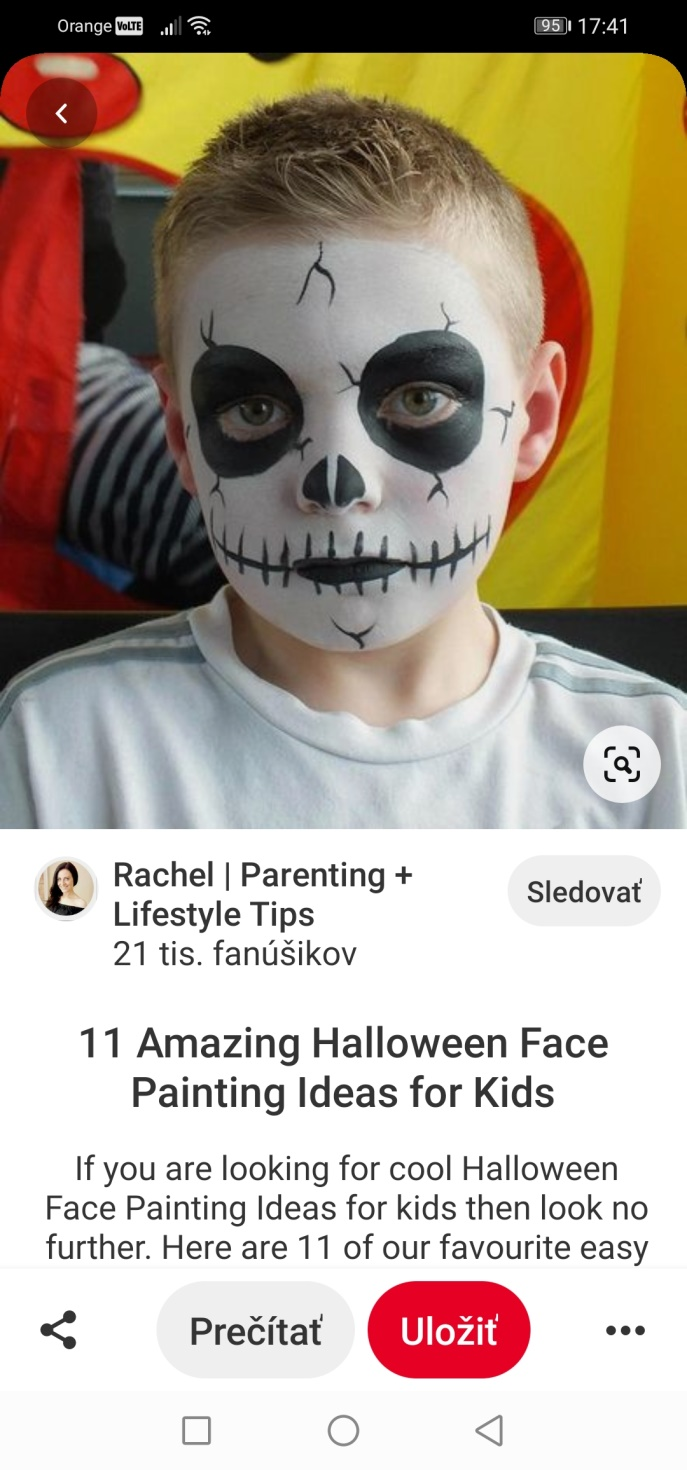 Orange VoLTE 95 17:41
Rachel | Parenting +
Lifestyle Tips
21 tis. fanúšikov
Sledovať
11 Amazing Halloween Face
Painting Ideas for Kids
If you are looking for cool Halloween
Face Painting Ideas for kids then look no
further. Here are 11 of our favourite easy
Prečítať
Uložiť